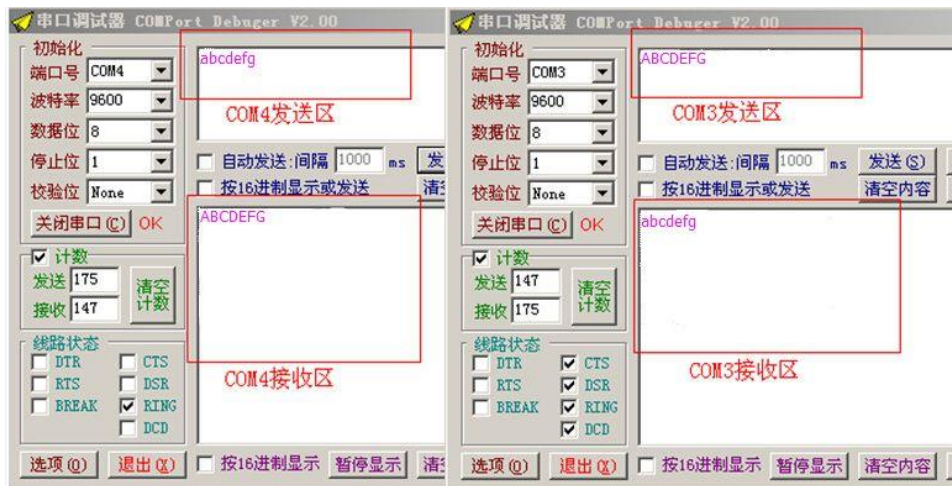 串口调试器 COMPort Debuger V2.00
初始化
端口号 COM4
波特率 9600
数据位 8
停止位 1
校验位 None
关闭串口(C) OK
计数
发送 175
接收 147
清空
计数
线路状态
DTR CTS
RTS DSR
BREAK RING
DCD
选项(O) 退出(X)
abcdefg
COM4发送区
自动发送:间隔 1000 ms 发
按16进制显示或发送 清
ABCDEFG
COM4接收区
按16进制显示 暂停显示 清
串口调试器 COMPort Debuger V2.00
初始化
端口号 COM3
波特率 9600
数据位 8
停止位 1
校验位 None
关闭串口(C) OK
计数
发送 147
接收 175
清空
计数
线路状态
DTR CTS
RTS DSR
BREAK RING
DCD
选项(O) 退出(X)
ABCDEFG
COM3发送区
自动发送:间隔 1000 ms 发送(S)
按16进制显示或发送 清空内容
abcdefg
COM3接收区
按16进制显示 暂停显示 清空内容